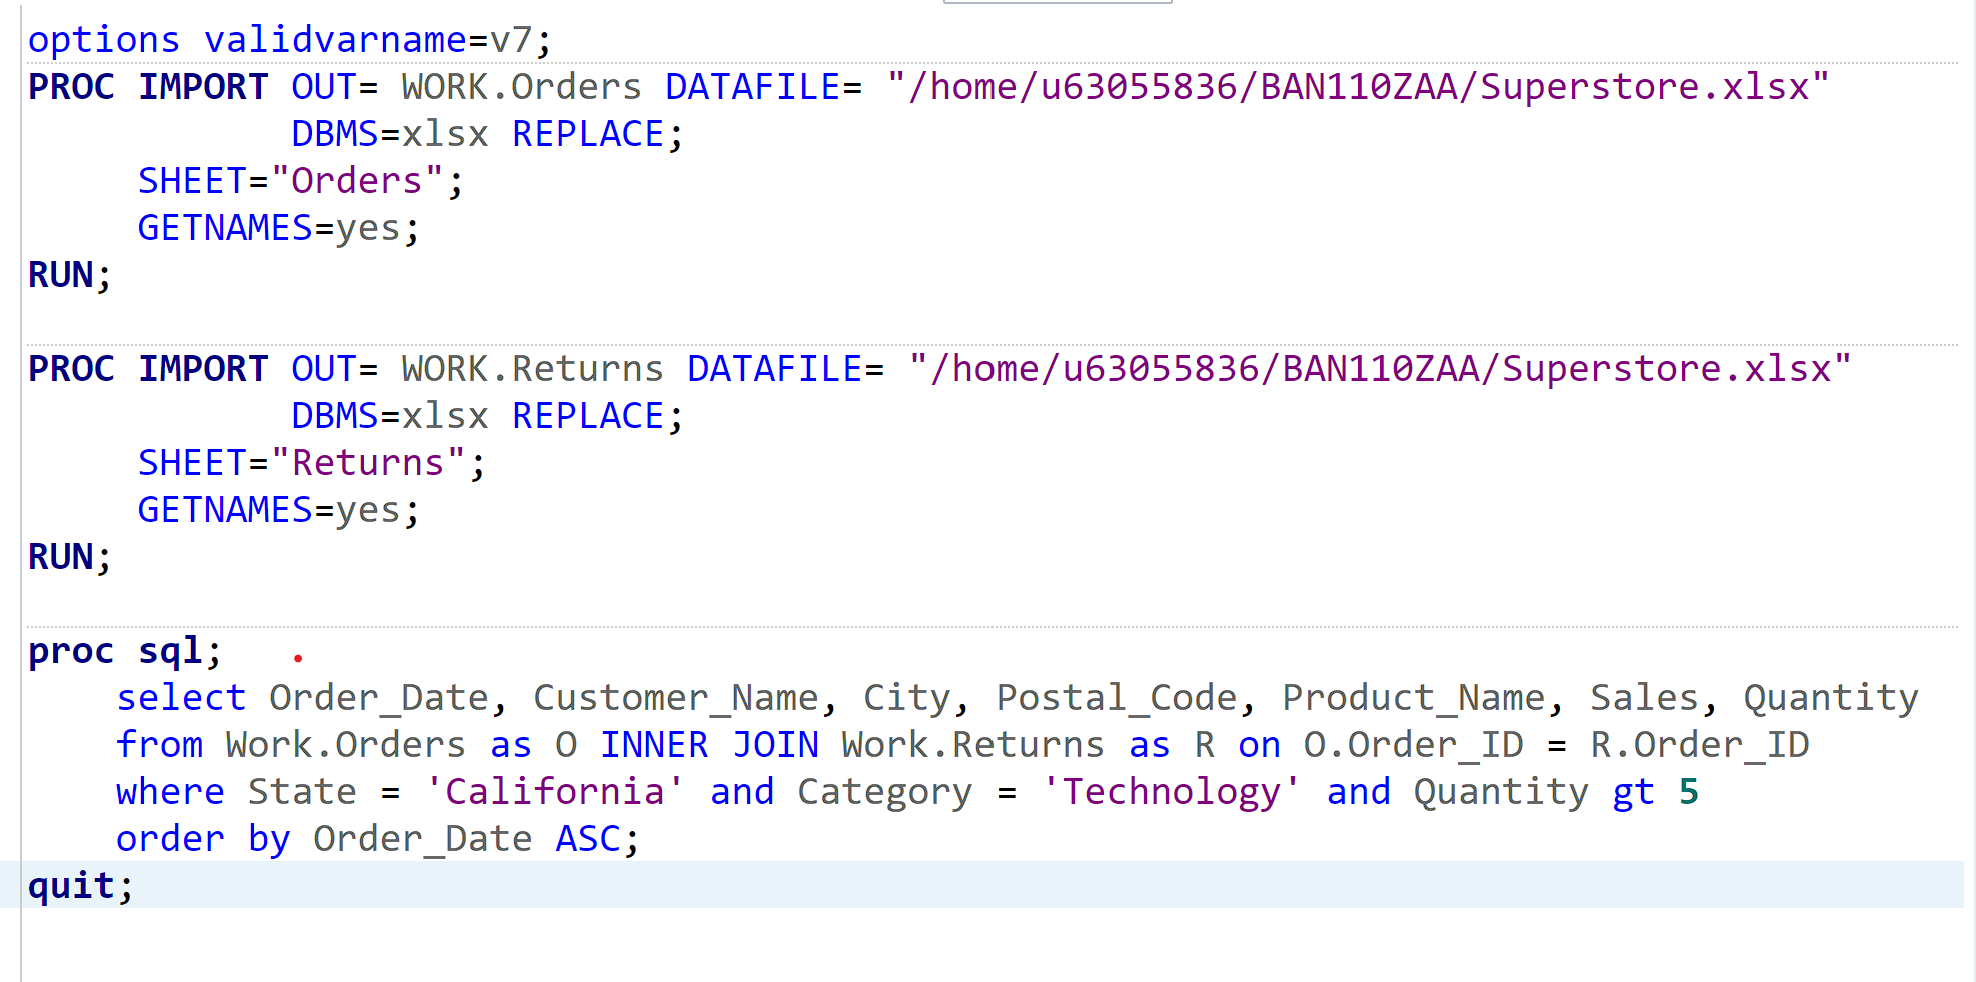 options validvarname=v7;
PROC IMPORT OUT= WORK.Orders DATAFILE= "/home/u63055836/BAN110ZAA/Superstore.xlsx"
DBMS=xlsx REPLACE;
SHEET="Orders";
GETNAMES=yes;
RUN;
PROC IMPORT OUT= WORK.Returns DATAFILE= "/home/u63055836/BAN110ZAA/Superstore.xlsx"
DBMS=xlsx REPLACE;
SHEET="Returns";
GETNAMES=yes;
RUN;
proc sql;
select Order_Date, Customer_Name, City, Postal_Code, Product_Name, Sales, Quantity
from Work.Orders as O INNER JOIN Work.Returns as R on O.Order_ID = R.Order_ID
where State = 'California' and Category = 'Technology' and Quantity gt 5
order by Order_Date ASC;
quit;